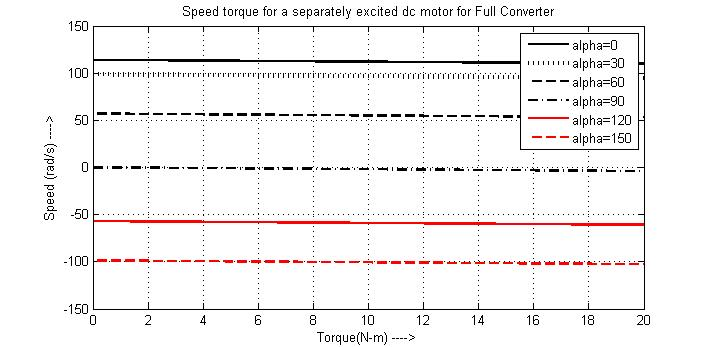 Speed torque for a separately excited dc motor for Full Converter
150
100
50
0
-50
-100
-150
Speed (rad/s) ---->
alpha=0
alpha=30
alpha=60
alpha=90
alpha=120
alpha=150
0 2 4 6 8 10 12 14 16 18 20
Torque(N-m) ---->